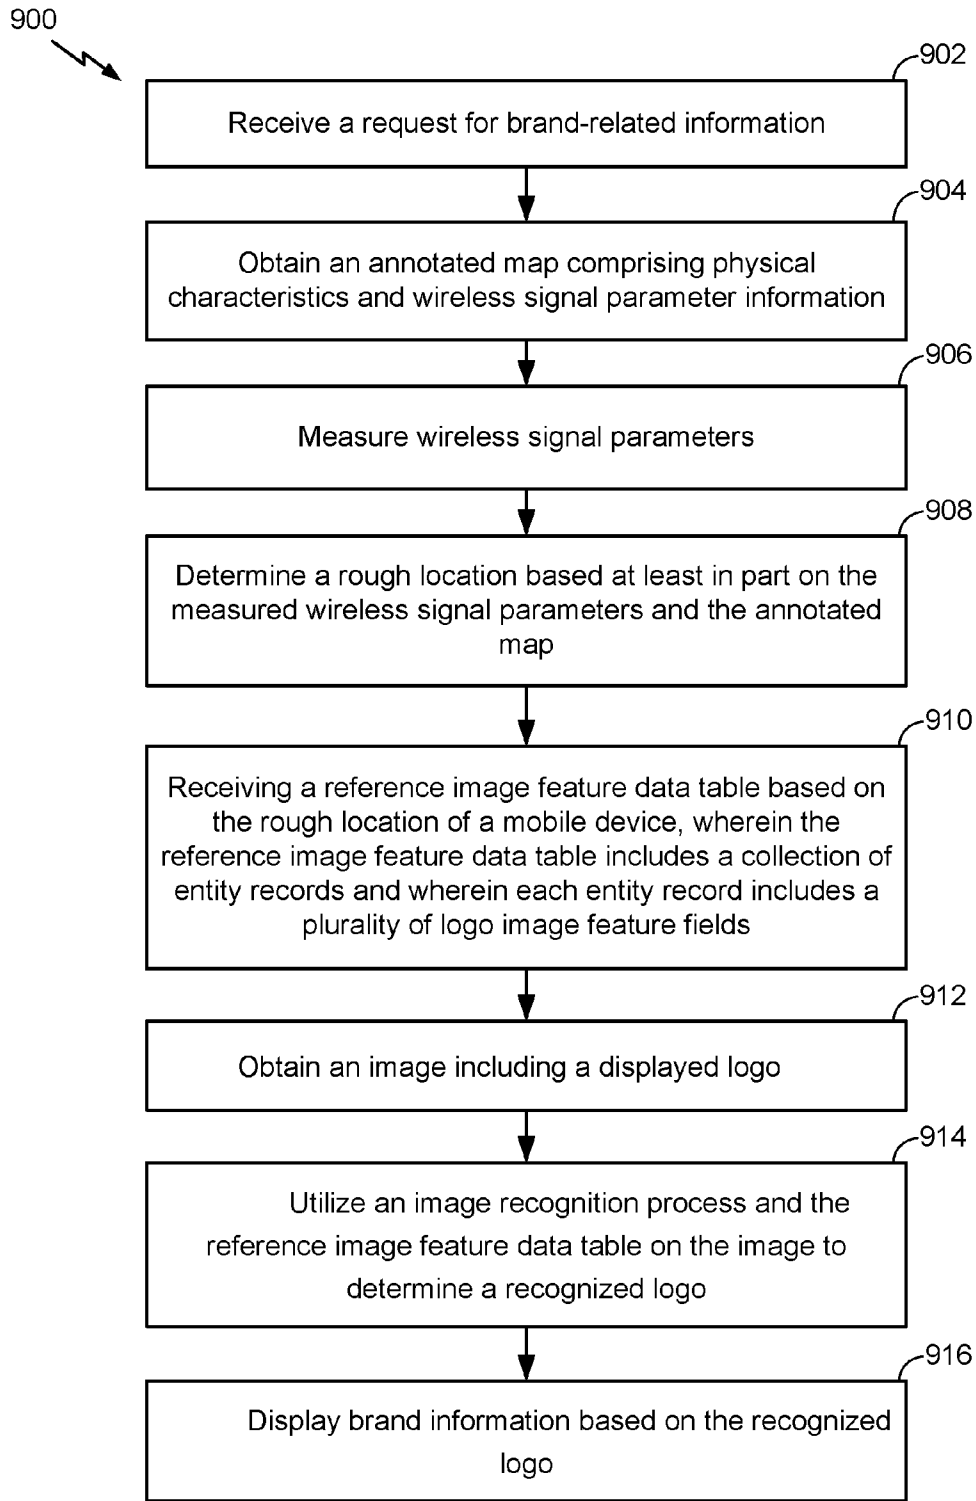 900
902
Receive a request for brand-related information
904
Obtain an annotated map comprising physical
characteristics and wireless signal parameter information
906
Measure wireless signal parameters
908
Determine a rough location based at least in part on the
measured wireless signal parameters and the annotated
map
910
Receiving a reference image feature data table based on
the rough location of a mobile device, wherein the
reference image feature data table includes a collection of
entity records and wherein each entity record includes a
plurality of logo image feature fields
912
Obtain an image including a displayed logo
914
Utilize an image recognition process and the
reference image feature data table on the image to
determine a recognized logo
916
Display brand information based on the recognized
logo